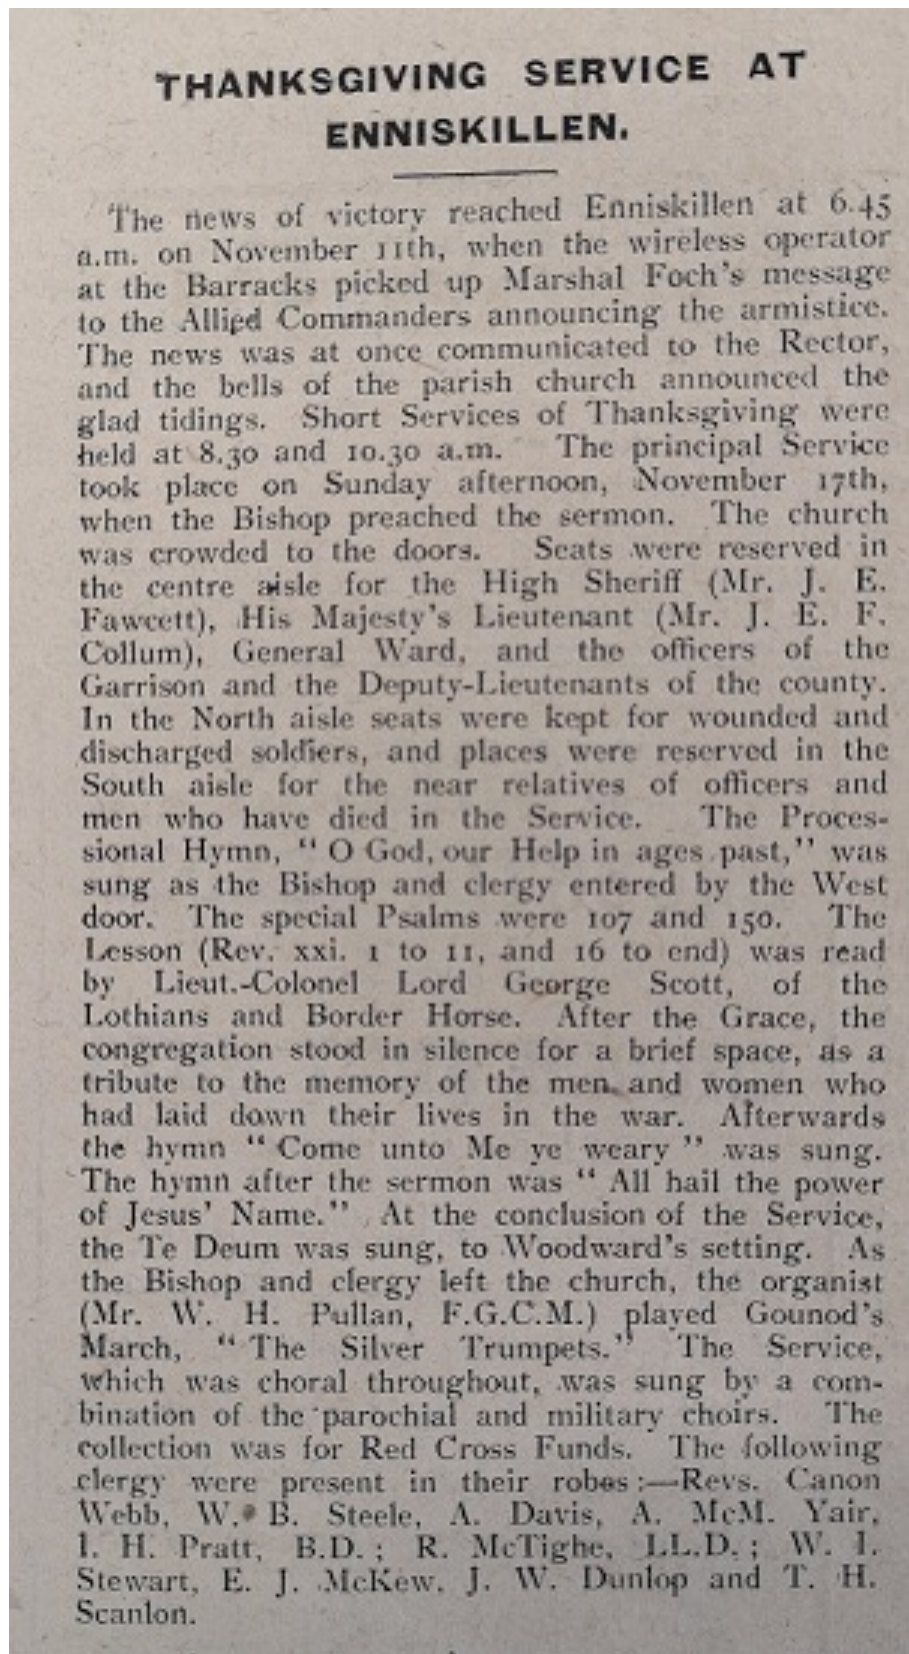 THANKSGIVING SERVICE AT
ENNISKILLEN.
The news of victory reached Enniskillen at 6.45
a.m. on November 11th, when the wireless operator
at the Barracks picked up Marshal Foch's message
to the Allied Commanders announcing the armistice.
The news was at once communicated to the Rector,
and the bells of the parish church announced the
glad tidings. Short Services of Thanksgiving were
held at 8.30 and 10.30 a.m. The principal Service
took place on Sunday afternoon, November 17th,
when the Bishop preached the sermon. The church
was crowded to the doors. Seats were reserved in
the centre aisle for the High Sheriff (Mr. J. E.
Fawcett), His Majesty's Lieutenant (Mr. J. E. F.
Collum), General Ward, and the officers of the
Garrison and the Deputy-Lieutenants of the county.
In the North aisle seats were kept for wounded and
discharged soldiers, and places were reserved in the
South aisle for the near relatives of officers and
men who have died in the Service. The Proces-
sional Hymn, "O God, our Help in ages past," was
sung as the Bishop and clergy entered by the West
door. The special Psalms were 107 and 150. The
Lesson (Rev. xxi. 1 to 11, and 16 to end) was read
by Lieut.-Colonel Lord George Scott, of the
Lothians and Border Horse. After the Grace, the
congregation stood in silence for a brief space, as a
tribute to the memory of the men and women who
had laid down their lives in the war. Afterwards
the hymn "Come unto Me ye weary" was sung.
The hymn after the sermon was "All hail the power
of Jesus' Name." At the conclusion of the Service,
the Te Deum was sung, to Woodward's setting. As
the Bishop and clergy left the church, the organist
(Mr. W. H. Pullan, F.G.C.M.) played Gounod's
March, "The Silver Trumpets." The Service,
which was choral throughout, was sung by a com-
bination of the parochial and military choirs. The
collection was for Red Cross Funds. The following
clergy were present in their robes:—Revs. Canon
Webb, W. B. Steele, A. Davis, A. McM. Yair,
I. H. Pratt, B.D.; R. McTighe, LL.D.; W. I.
Stewart, E. J. McKew, J. W. Dunlop and T. H.
Scanlon.